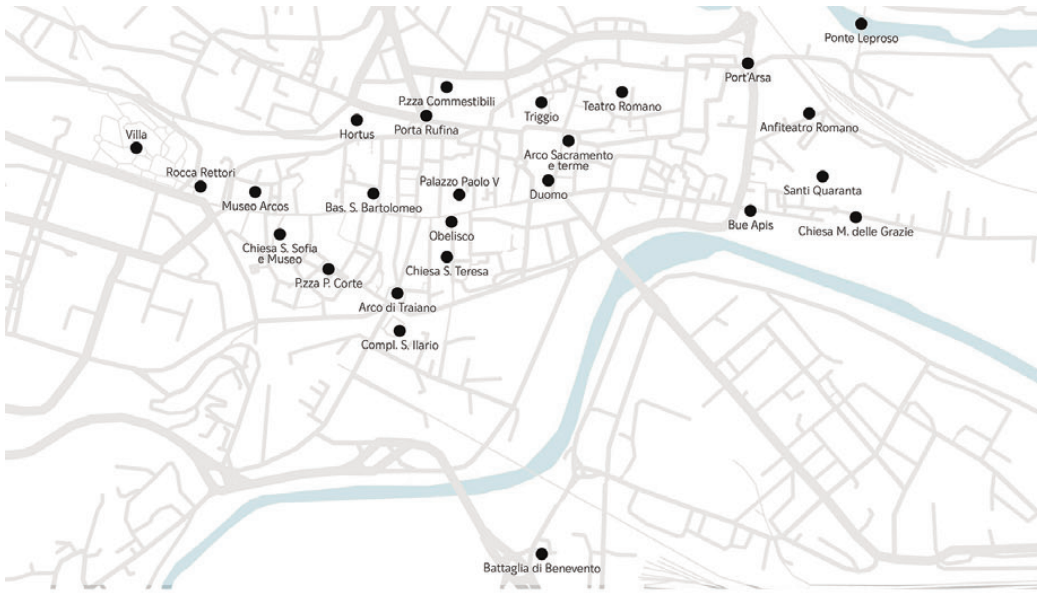 Ponte Leproso
Port'Arsa
P.zza Commestibili
Teatro Romano
Triggio
Anfiteatro Romano
Hortus
Porta Rufina
Villa
Arco Sacramento
e terme
Rocca Rettori
Palazzo Paolo V
Santi Quaranta
Duomo
Museo Arcos
Bas. S. Bartolomeo
Bue Apis
Chiesa M. delle Grazie
Obelisco
Chiesa S. Sofia
e Museo
Chiesa S. Teresa
P.zza P. Corte
Arco di Traiano
Compl. S. Ilario
Battaglia di Benevento